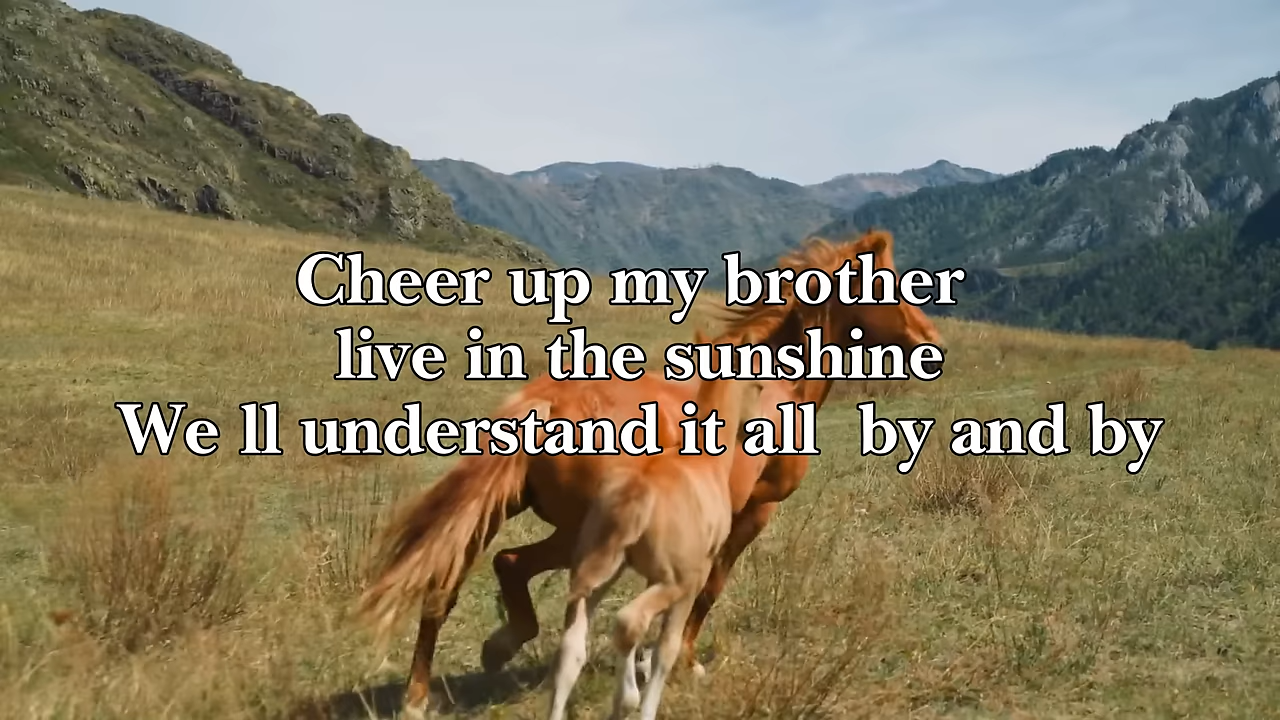 Cheer up my brother
live in the sunshine
We ll understand it all  by and by